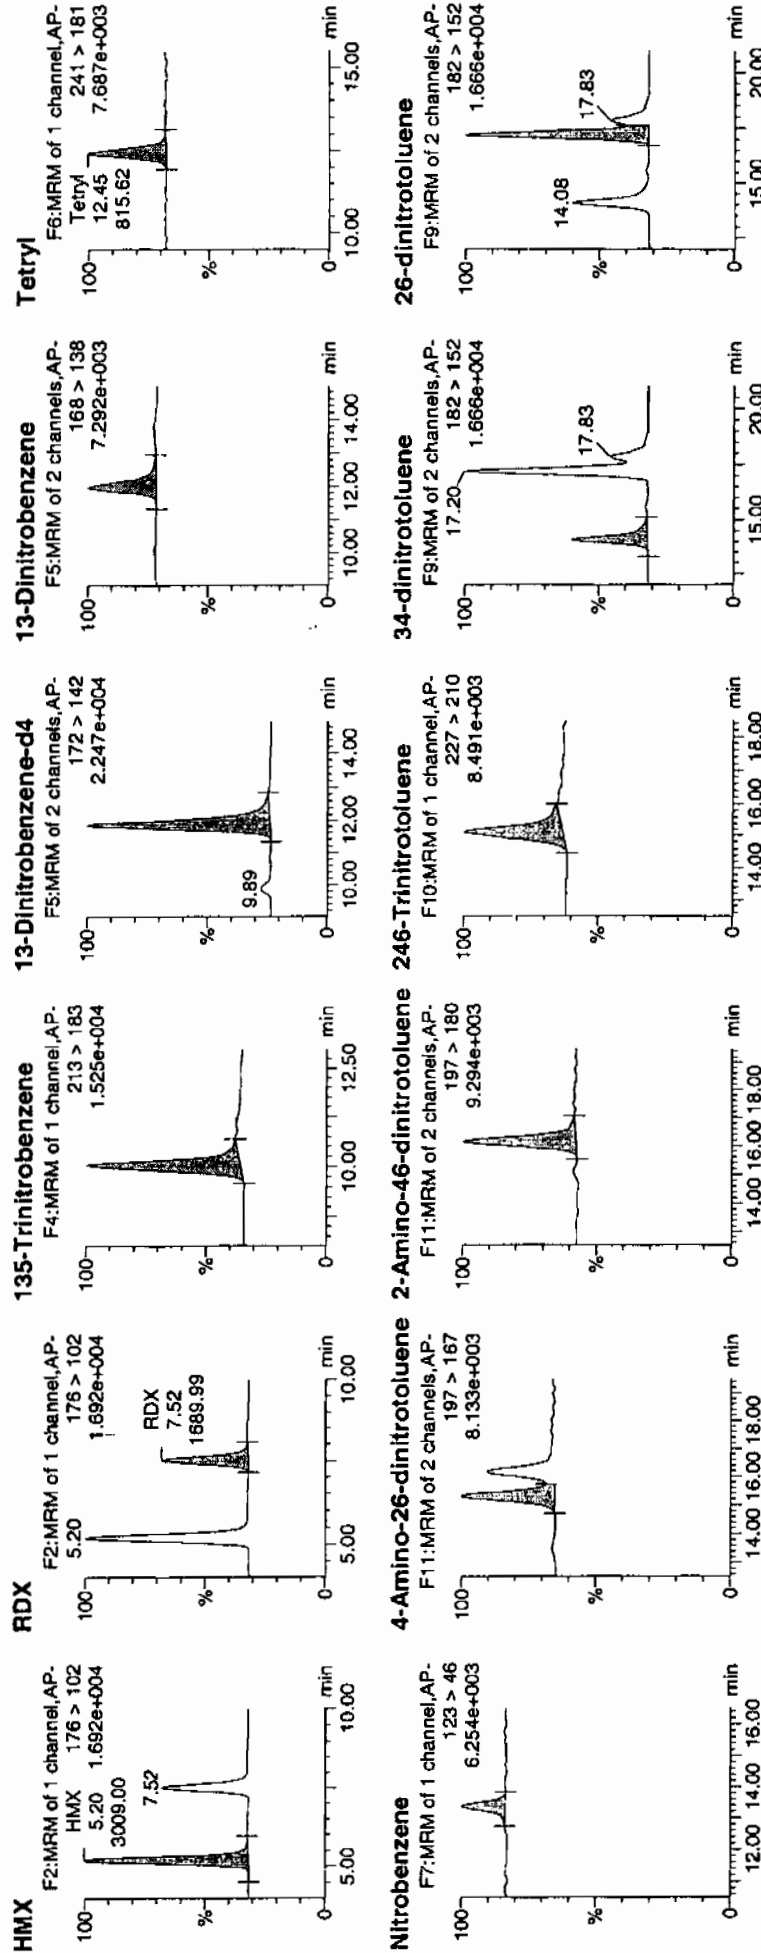 HMX
F2:MRM of 1 channel,AP-
HMX 176 > 102
5.20 1.692e+004
3009.00
7.52
100
%
0
5.00 10.00 min
RDX
F2:MRM of 1 channel,AP-
5.20 176 > 102
1.692e+004
RDX
7.52
1689.99
100
%
0
5.00 10.00 min
135-Trinitrobenzene
F4:MRM of 1 channel,AP-
213 > 183
1.525e+004
100
%
0
10.00 12.50 min
13-Dinitrobenzene-d4
F5:MRM of 2 channels,AP-
172 > 142
2.247e+004
9.89
100
%
0
10.00 12.00 14.00 min
13-Dinitrobenzene
F5:MRM of 2 channels,AP-
168 > 138
7.292e+003
100
%
0
10.00 12.00 14.00 min
Tetryl
F6:MRM of 1 channel,AP-
Tetryl 241 > 181
12.45 7.687e+003
815.62
100
%
0
10.00 15.00 min
Nitrobenzene
F7:MRM of 1 channel,AP-
123 > 46
6.254e+003
100
%
0
12.00 14.00 16.00 min
4-Amino-26-dinitrotoluene
F11:MRM of 2 channels,AP-
197 > 167
8.133e+003
100
%
0
14.00 16.00 18.00 min
2-Amino-46-dinitrotoluene
F11:MRM of 2 channels,AP-
197 > 180
9.294e+003
100
%
0
14.00 16.00 18.00 min
246-Trinitrotoluene
F10:MRM of 1 channel,AP-
227 > 210
8.491e+003
100
%
0
14.00 16.00 18.00 min
34-dinitrotoluene
F9:MRM of 2 channels,AP-
17.20 182 > 152
1.666e+004
17.83
100
%
0
15.00 20.00 min
26-dinitrotoluene
F9:MRM of 2 channels,AP-
182 > 152
1.666e+004
14.08
17.83
100
%
0
15.00 20.00 min